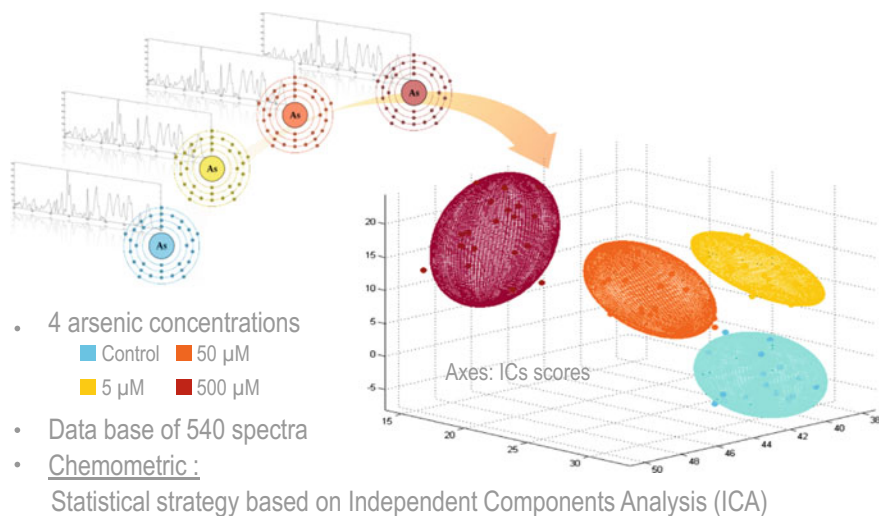 As
As
As
As
20
15
10
5
0
-5
15
20
25
30
50
48
46
44
42
40
38
Axes: ICs scores
• 4 arsenic concentrations
Control 50 µM
5 µM 500 µM
• Data base of 540 spectra
• Chemometric :
Statistical strategy based on Independent Components Analysis (ICA)